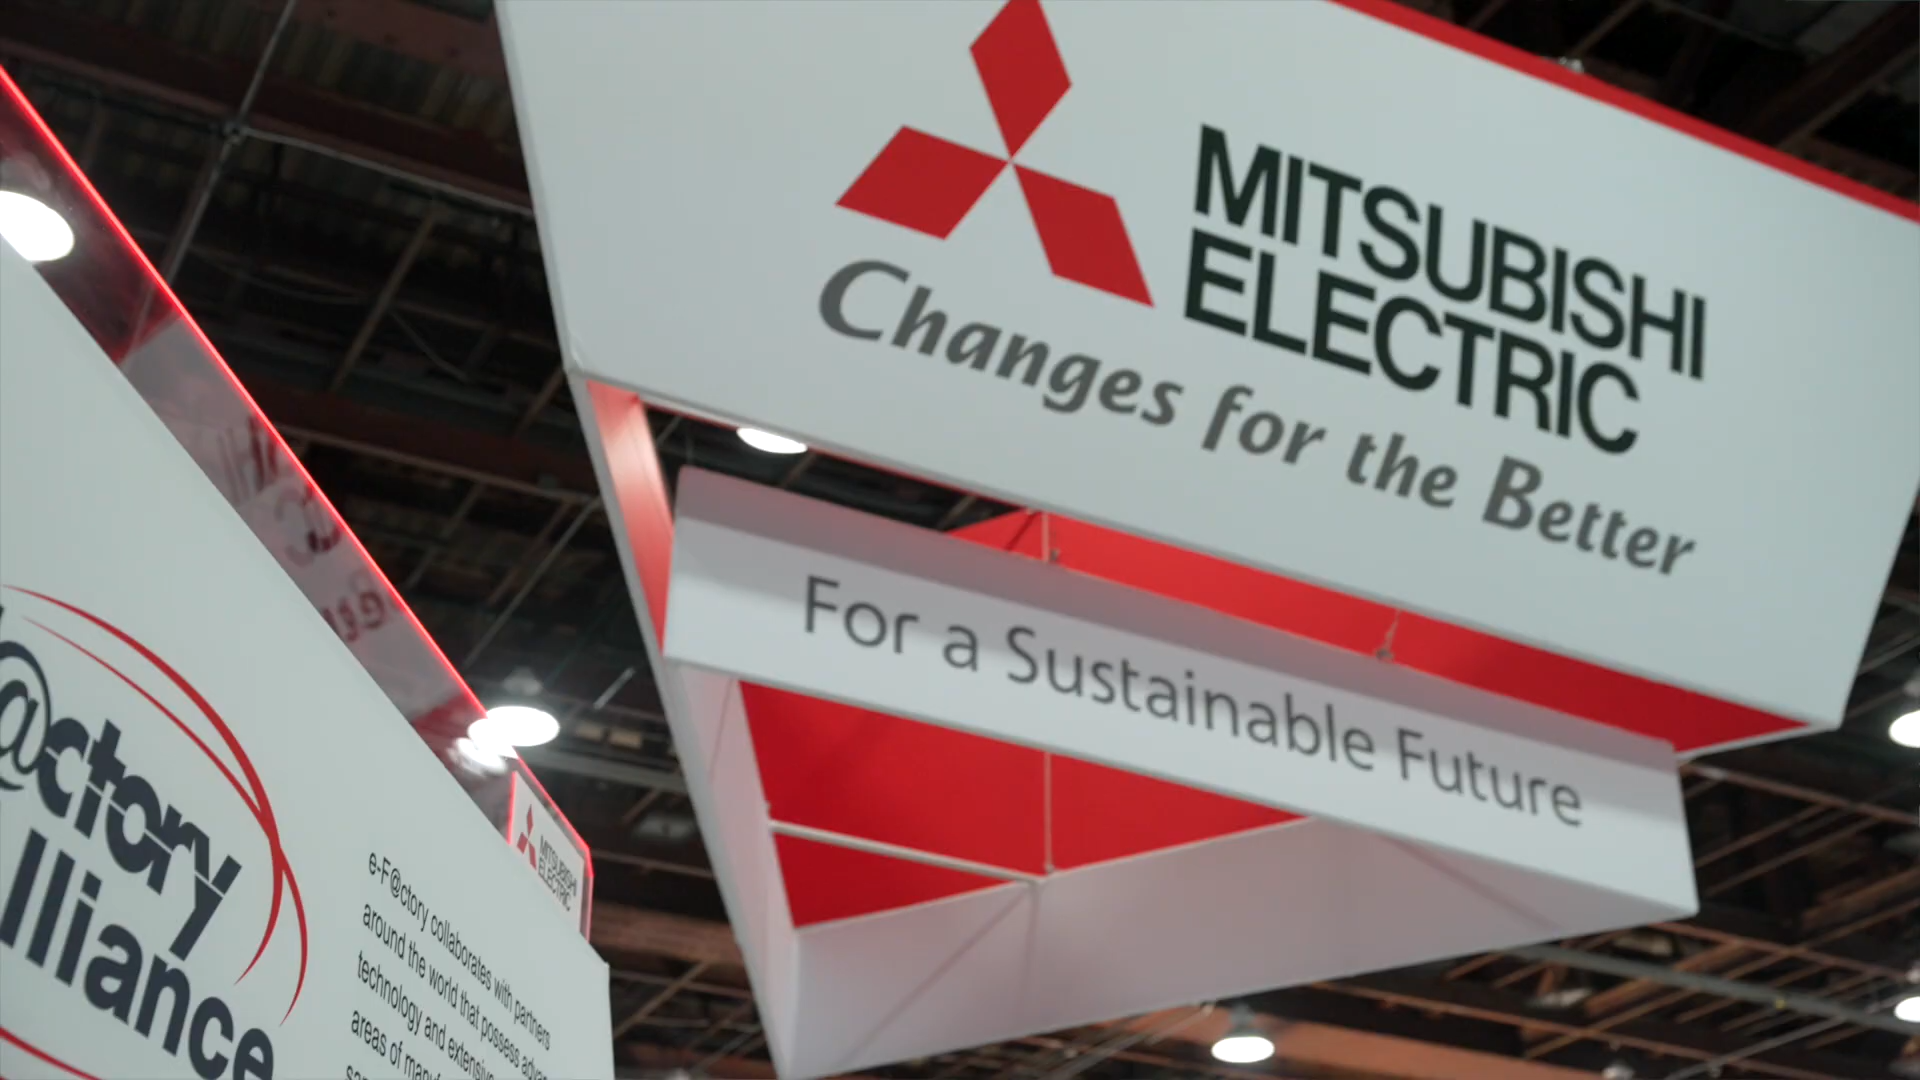 MITSUBISHI
ELECTRIC
Changes for the Better
For a Sustainable Future
@ctory
lliance
e-F@ctory collaborates with partners
around the world that possess
technology and
areas of
MITSUBISHI
ELECTRIC